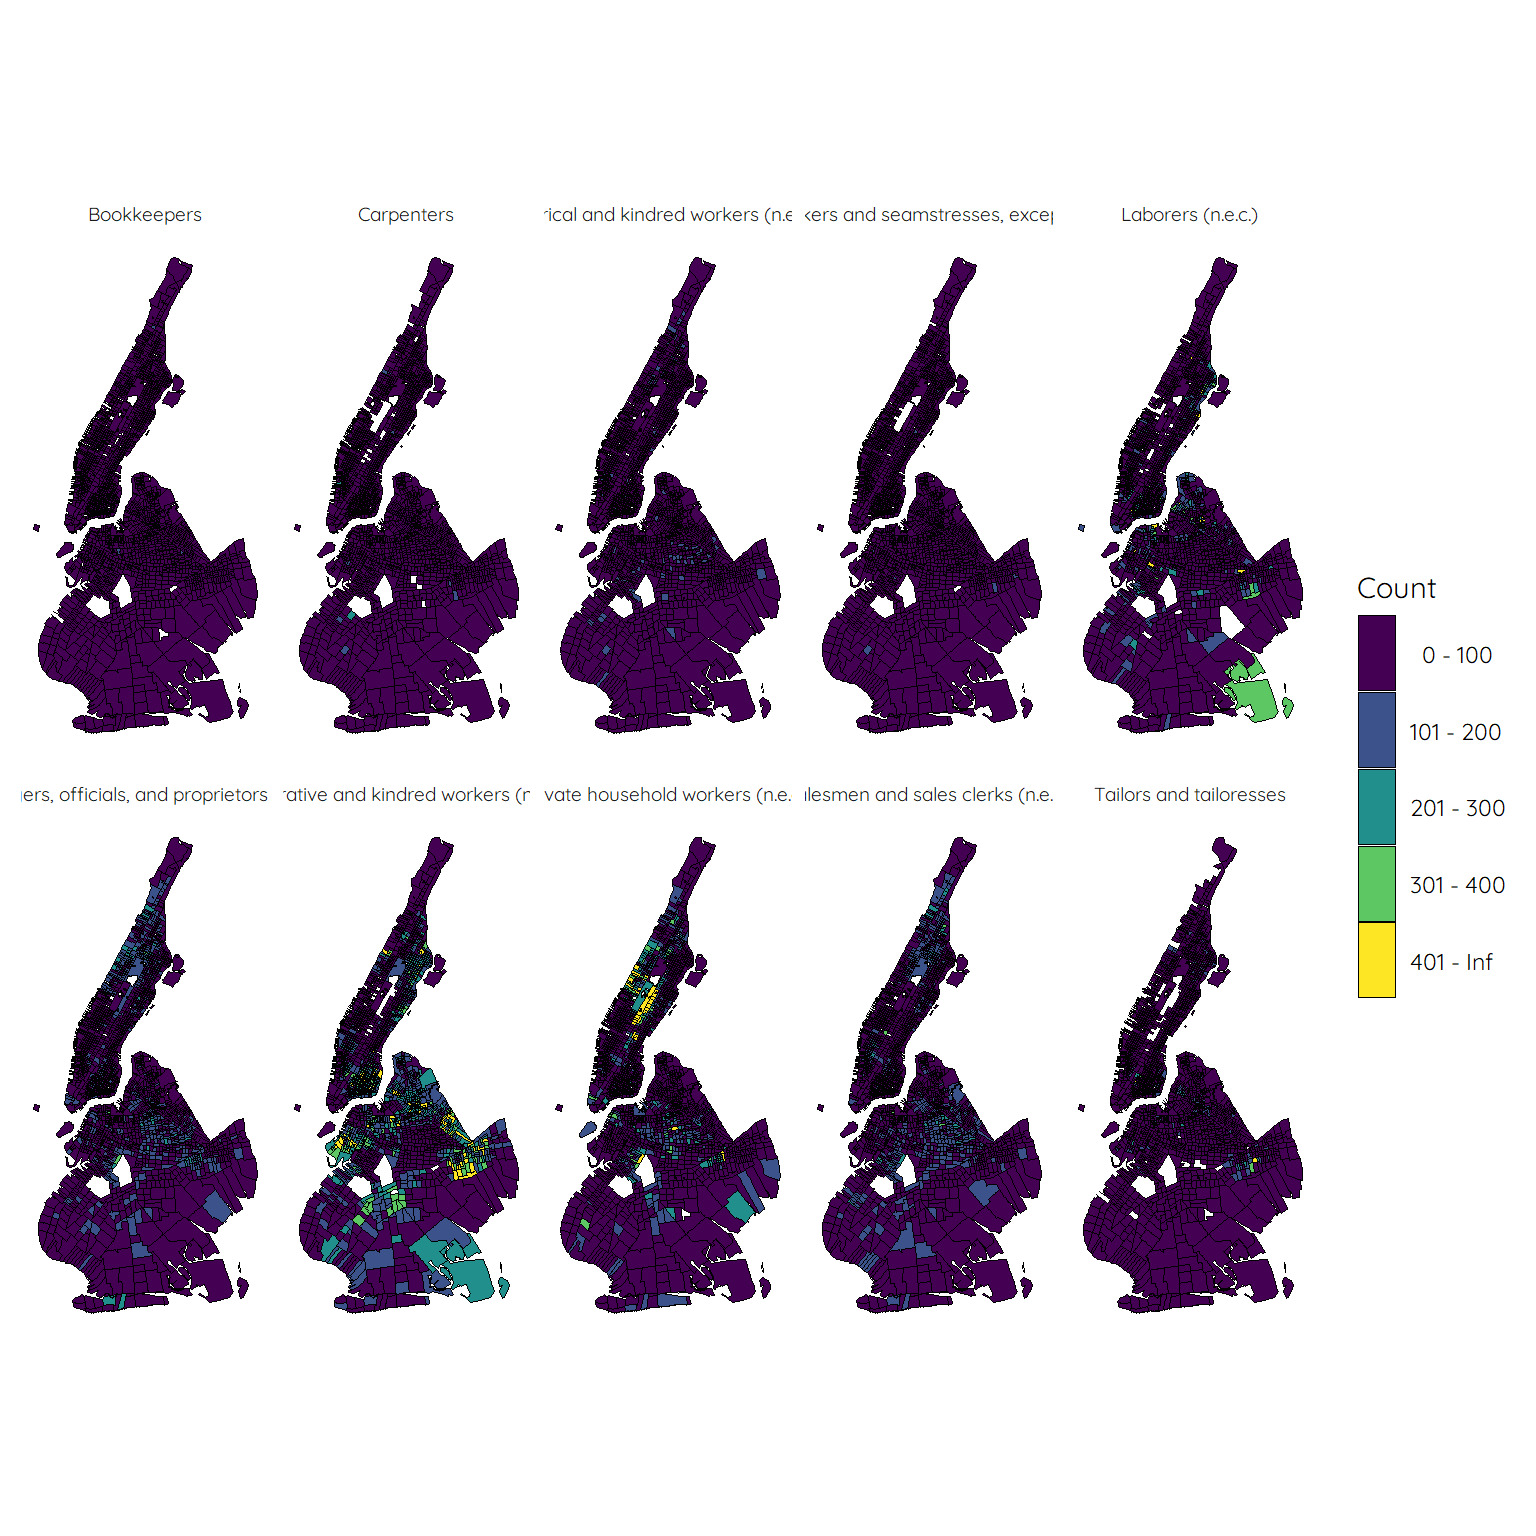 Bookkeepers
Carpenters
rical and kindred workers (n.e
kers and seamstresses, excep
Laborers (n.e.c.)
ers, officials, and proprietors
rative and kindred workers (n
vate household workers (n.e.
lesmen and sales clerks (n.e.
Tailors and tailoresses
Count
0 - 100
101 - 200
201 - 300
301 - 400
401 - Inf